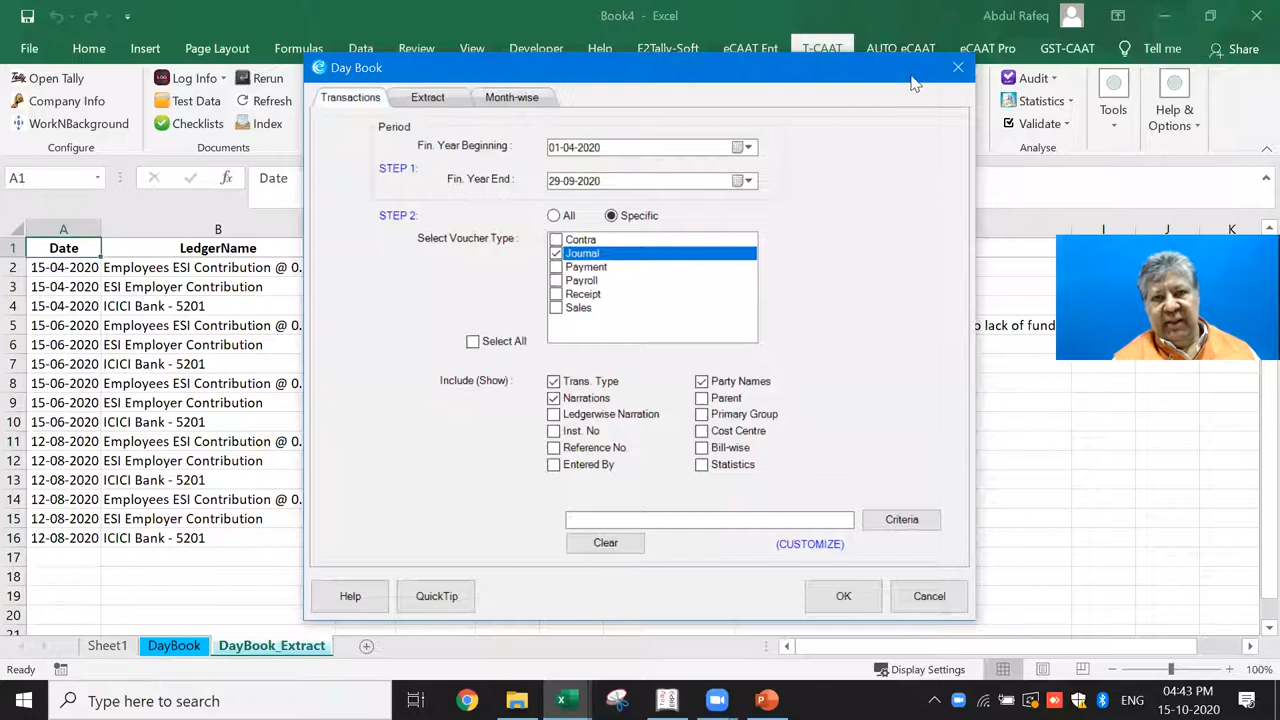 Book4 - Excel
Abdul Rafeq
File Home Insert Page Layout Formulas Data Review View Developer Help E2Tally-Soft eCAAT Ent T-CAAT AUTO eCAAT eCAAT Pro GST-CAAT Tell me Share
Open Tally
Company Info
WorkNBackground
Configure
Log Info
Rerun
Test Data
Refresh
Checklists
Index
Documents
Audit
Statistics
Validate
Analyse
Tools
Help &
Options
A1
fx
Date
A B I J K
1 Date LedgerName
2 15-04-2020 Employees ESI Contribution @ 0.
3 15-04-2020 ESI Employer Contribution
4 15-04-2020 ICICI Bank - 5201
5 15-06-2020 Employees ESI Contribution @ 0. lack of fund
6 15-06-2020 ESI Employer Contribution
7 15-06-2020 ICICI Bank - 5201
8 15-06-2020 Employees ESI Contribution @ 0.
9 15-06-2020 ESI Employer Contribution
10 15-06-2020 ICICI Bank - 5201
11 12-08-2020 Employees ESI Contribution @ 0.
12 12-08-2020 ESI Employer Contribution
13 12-08-2020 ICICI Bank - 5201
14 12-08-2020 Employees ESI Contribution @ 0.
15 12-08-2020 ESI Employer Contribution
16 12-08-2020 ICICI Bank - 5201
17
18
19
20
21
Day Book
Transactions Extract Month-wise
Period
Fin. Year Beginning : 01-04-2020
STEP 1:
Fin. Year End : 29-09-2020
STEP 2: All Specific
Select Voucher Type :
Contra
Journal
Payment
Payroll
Receipt
Sales
Select All
Include (Show) :
Trans. Type Party Names
Narrations Parent
Ledgerwise Narration Primary Group
Inst. No Cost Centre
Reference No Bill-wise
Entered By Statistics
Criteria
Clear (CUSTOMIZE)
Help QuickTip OK Cancel
Sheet1 DayBook DayBook_Extract
Ready Display Settings 100%
Type here to search
ENG
04:43 PM
15-10-2020